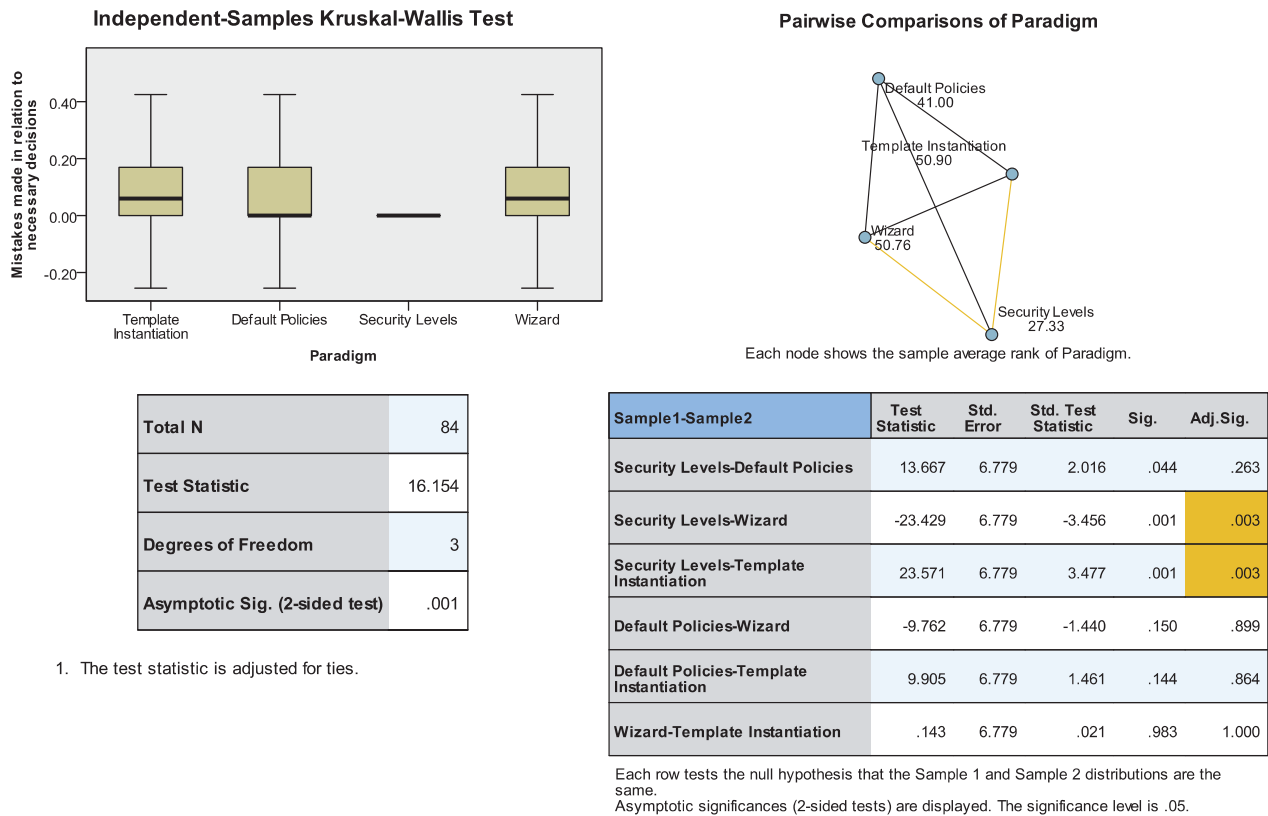 Independent-Samples Kruskal-Wallis Test
Mistakes made in relation to
necessary decisions
0.40
0.20
0.00
-0.20
Template
Instantiation
Default Policies
Security Levels
Wizard
Paradigm
Total N 84
Test Statistic 16.154
Degrees of Freedom 3
Asymptotic Sig. (2-sided test) .001
1. The test statistic is adjusted for ties.
Pairwise Comparisons of Paradigm
Default Policies
41.00
Template Instantiation
50.90
Wizard
50.76
Security Levels
27.33
Each node shows the sample average rank of Paradigm.
Sample1-Sample2 Test Statistic Std. Error Std. Test Statistic Sig. Adj.Sig.
Security Levels-Default Policies 13.667 6.779 2.016 .044 .263
Security Levels-Wizard -23.429 6.779 -3.456 .001 .003
Security Levels-Template
Instantiation 23.571 6.779 3.477 .001 .003
Default Policies-Wizard -9.762 6.779 -1.440 .150 .899
Default Policies-Template
Instantiation 9.905 6.779 1.461 .144 .864
Wizard-Template Instantiation .143 6.779 .021 .983 1.000
Each row tests the null hypothesis that the Sample 1 and Sample 2 distributions are the
same.
Asymptotic significances (2-sided tests) are displayed. The significance level is .05.